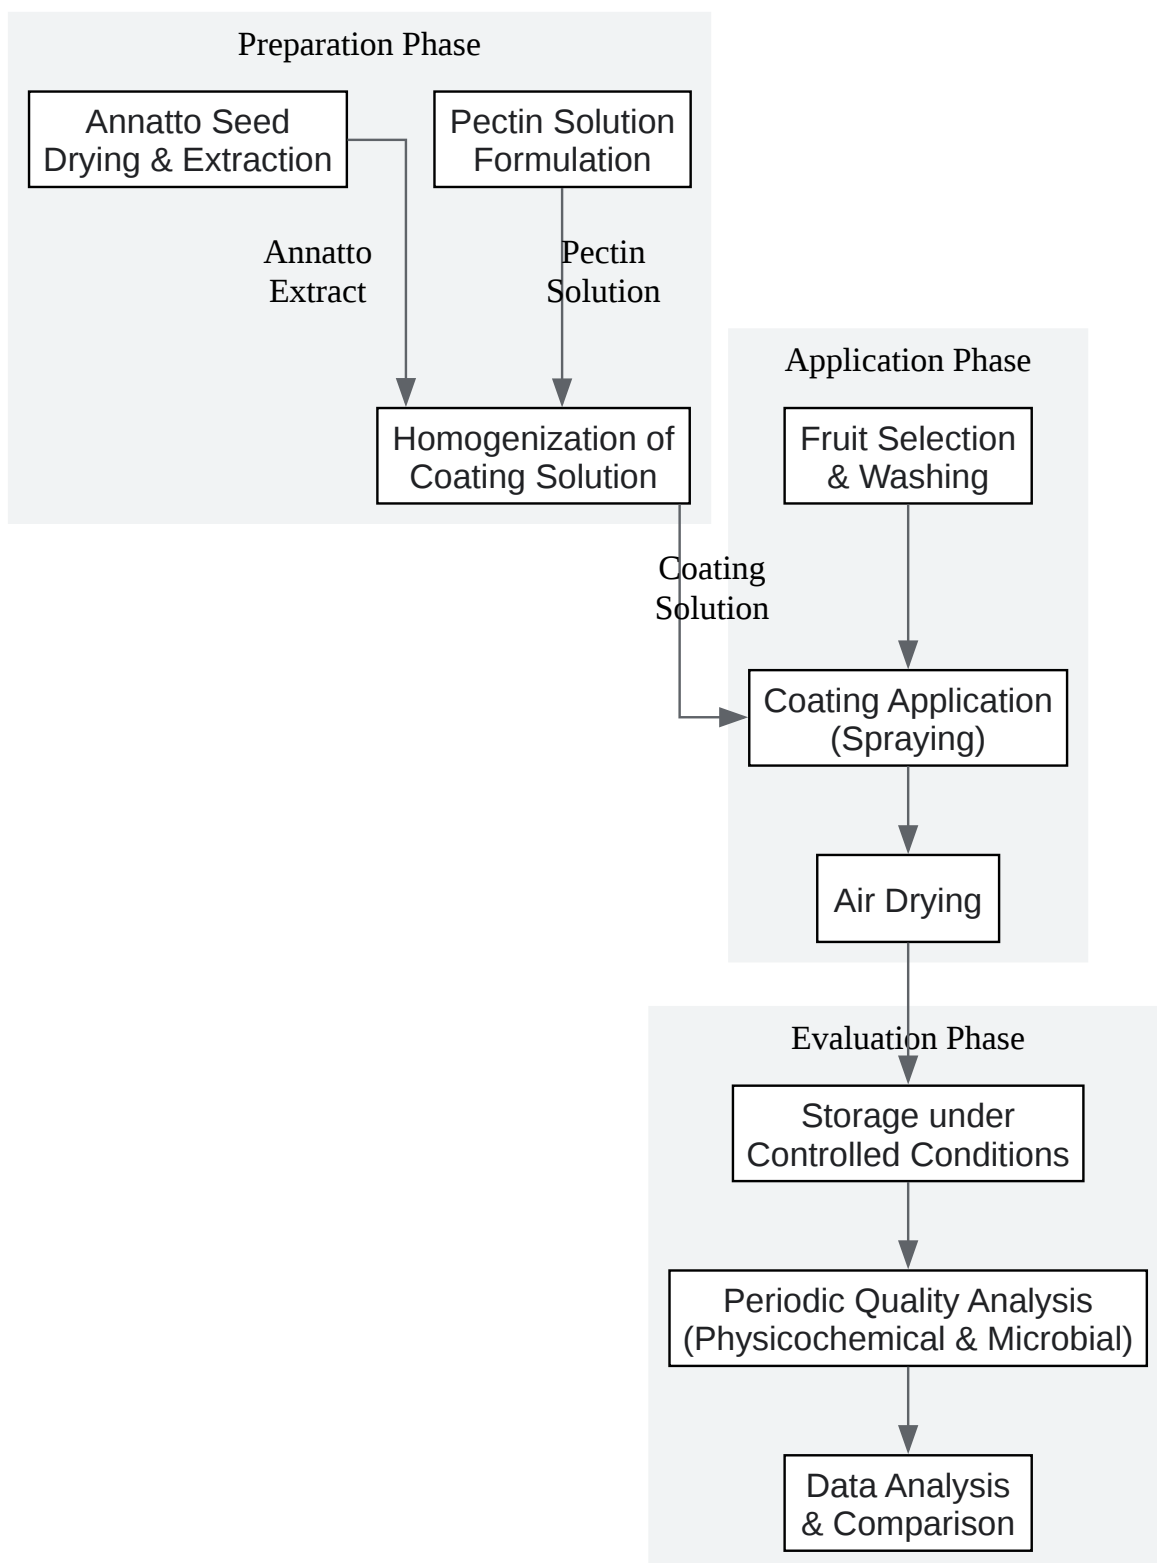 Preparation Phase
Annatto Seed
Drying & Extraction
Pectin Solution
Formulation
Annatto
Extract
Pectin
Solution
Homogenization of
Coating Solution
Application Phase
Fruit Selection
& Washing
Coating
Solution
Coating Application
(Spraying)
Air Drying
Evaluation Phase
Storage under
Controlled Conditions
Periodic Quality Analysis
(Physicochemical & Microbial)
Data Analysis
& Comparison